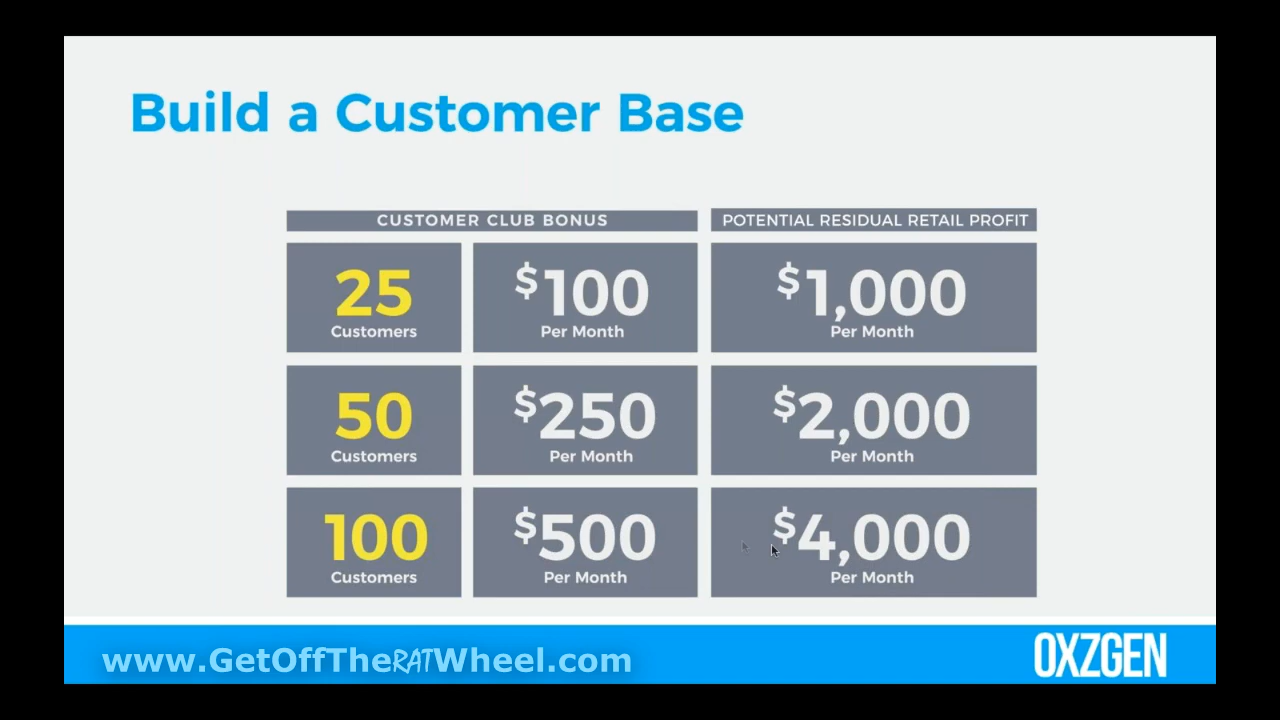 Build a Customer Base
CUSTOMER CLUB BONUS
POTENTIAL RESIDUAL RETAIL PROFIT
25
Customers
$100
Per Month
$1,000
Per Month
50
Customers
$250
Per Month
$2,000
Per Month
100
Customers
$500
Per Month
$4,000
Per Month
www.GetOffTheRATWheel.com
OXZGEN